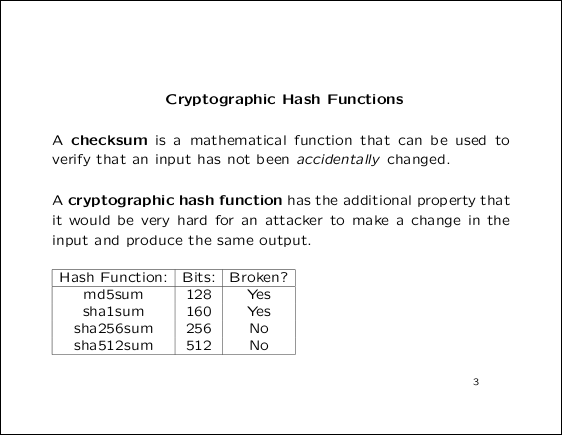 Cryptographic Hash Functions
A checksum is a mathematical function that can be used to
verify that an input has not been accidentally changed.
A cryptographic hash function has the additional property that
it would be very hard for an attacker to make a change in the
input and produce the same output.
Hash Function: Bits: Broken?
md5sum 128 Yes
sha1sum 160 Yes
sha256sum 256 No
sha512sum 512 No
3